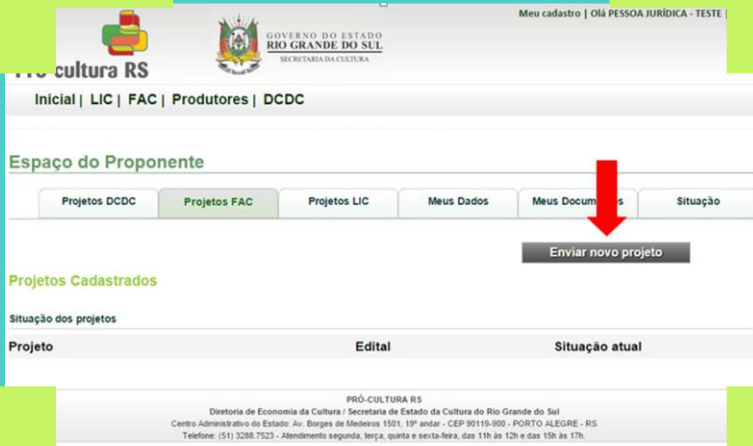 Meu cadastro | Olá PESSOA JURÍDICA - TESTE |
GOVERNO DO ESTADO
RIO GRANDE DO SUL
SECRETARIA DA CULTURA
cultura RS
Inicial | LIC | FAC | Produtores | DCDC
Espaço do Proponente
Projetos DCDC Projetos FAC Projetos LIC Meus Dados Meus Situação
Enviar novo projeto
Projetos Cadastrados
Situação dos projetos
Projeto Edital Situação atual
PRÓ-CULTURA RS
Diretoria de Economia da Cultura / Secretaria de Estado da Cultura do Rio Grande do Sul
Centro Administrativo do Estado: Av. Borges de Medeiros 1501, 19º andar - CEP 90119-900 - PORTO ALEGRE - RS
Telefone: (51) 3288.7523 - Atendimento segunda, terça, quinta e sexta-feira, das 11h às 12h e das 15h às 17h.